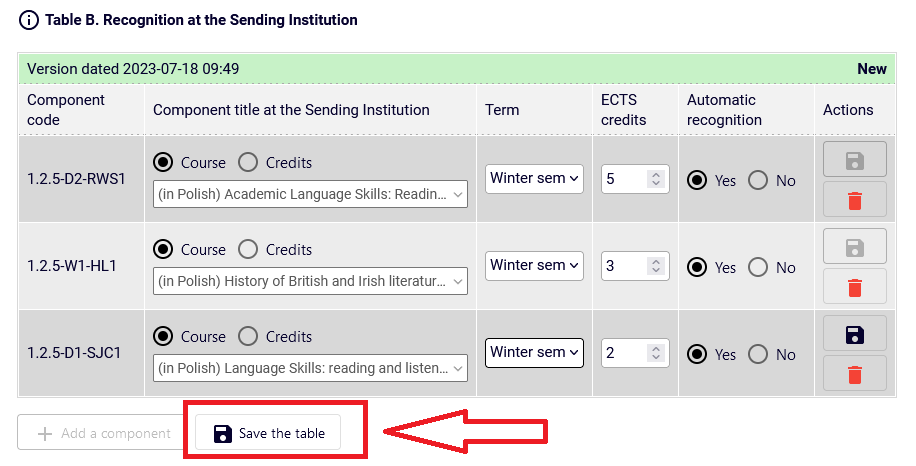 Table B. Recognition at the Sending Institution
Version dated 2023-07-18 09:49 New
Component code Component title at the Sending Institution Term ECTS credits Automatic recognition Actions
1.2.5-D2-RWS1 Course Credits Winter sem 5 Yes No
(in Polish) Academic Language Skills: Readin...
1.2.5-W1-HL1 Course Credits Winter sem 3 Yes No
(in Polish) History of British and Irish literatur...
1.2.5-D1-SJC1 Course Credits Winter sem 2 Yes No
(in Polish) Language Skills: reading and listen...
Add a component Save the table